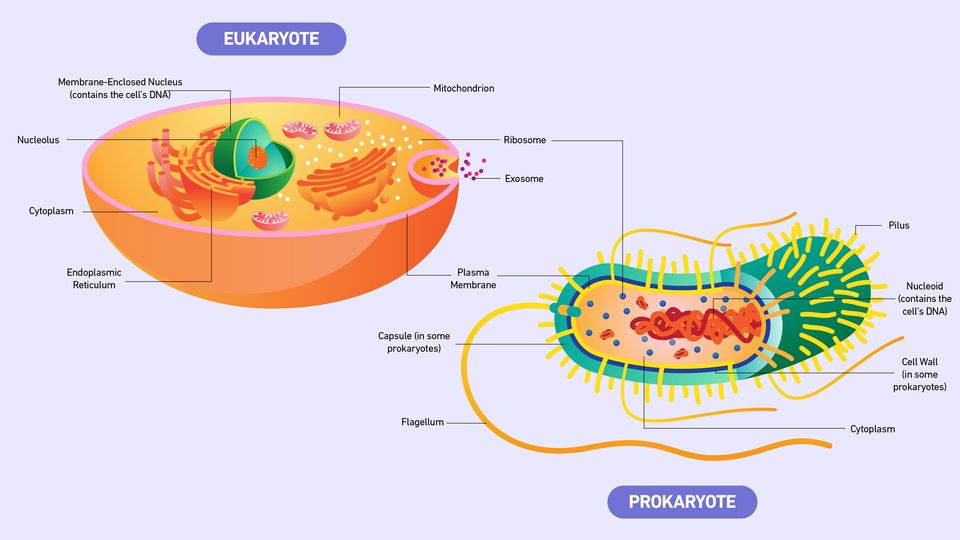 EUKARYOTE
Membrane-Enclosed Nucleus
(contains the cell's DNA)
Mitochondrion
Nucleolus
Ribosome
Exosome
Cytoplasm
Endoplasmic
Reticulum
Plasma
Membrane
Pilus
Nucleoid
(contains the
cell's DNA)
Capsule (in some
prokaryotes)
Cell Wall
(in some
prokaryotes)
Flagellum
Cytoplasm
PROKARYOTE